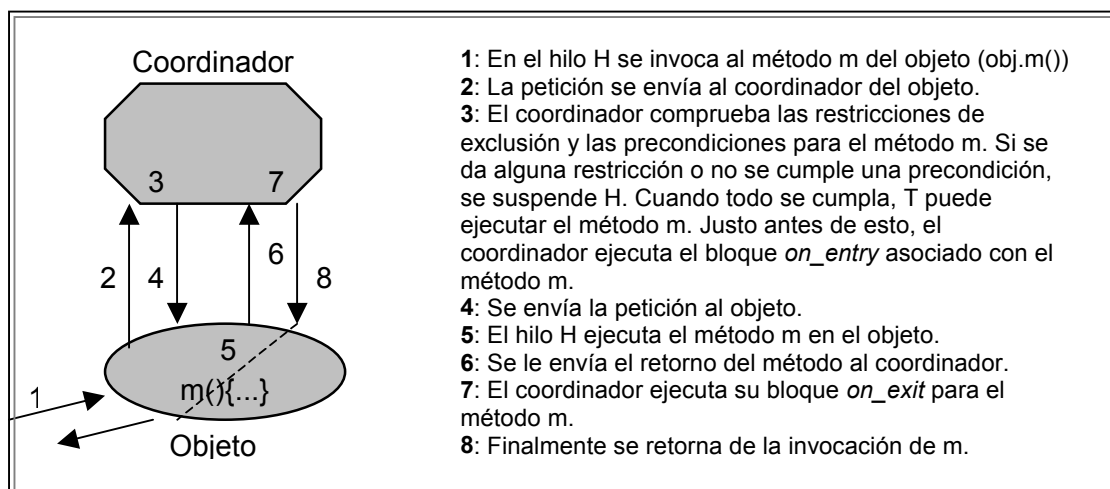 Coordinador
3
7
2
4
6
8
5
1
m(){...}
Objeto
1: En el hilo H se invoca al método m del objeto (obj.m())
2: La petición se envía al coordinador del objeto.
3: El coordinador comprueba las restricciones de
exclusión y las precondiciones para el método m. Si se
da alguna restricción o no se cumple una precondición,
se suspende H. Cuando todo se cumpla, T puede
ejecutar el método m. Justo antes de esto, el
coordinador ejecuta el bloque on_entry asociado con el
método m.
4: Se envía la petición al objeto.
5: El hilo H ejecuta el método m en el objeto.
6: Se le envía el retorno del método al coordinador.
7: El coordinador ejecuta su bloque on_exit para el
método m.
8: Finalmente se retorna de la invocación de m.